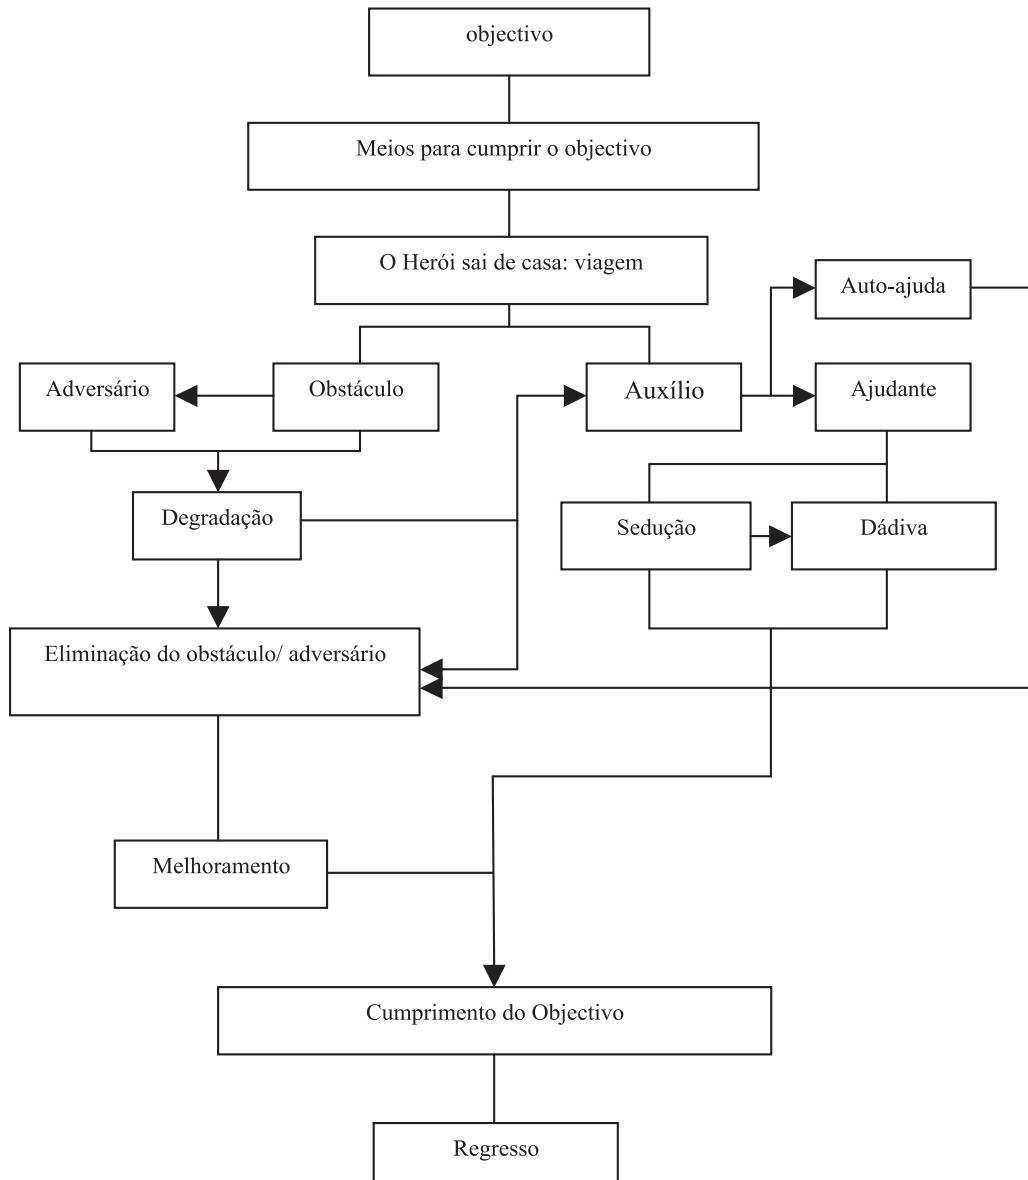 objectivo
Meios para cumprir o objectivo
O Herói sai de casa: viagem
Auto-ajuda
Adversário
Obstáculo
Auxílio
Ajudante
Degradação
Sedução
Dádiva
Eliminação do obstáculo/ adversário
Melhoramento
Cumprimento do Objectivo
Regresso